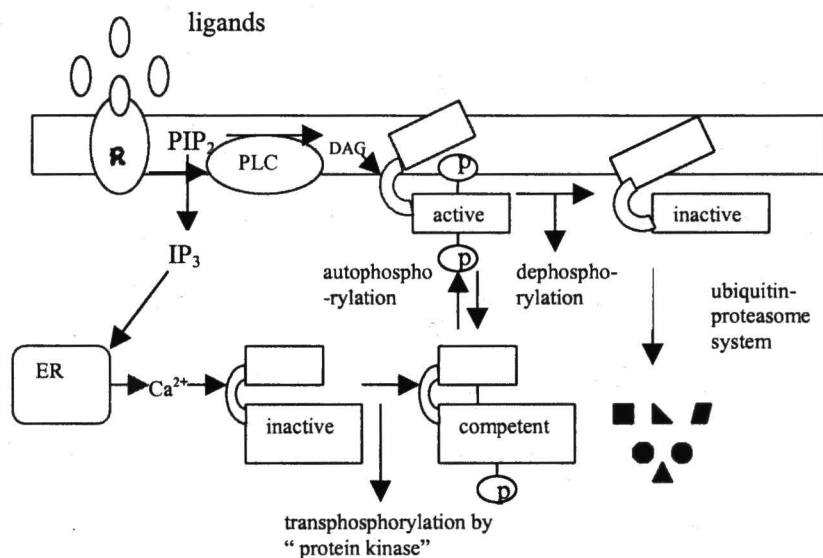 ligands
R
PIP₂
PLC
DAG
p
active
inactive
p
IP₃
autophospho
-rylation
dephospho-
rylation
ubiquitin-
proteasome
system
ER
Ca²⁺
inactive
competent
p
transphosphorylation by
“ protein kinase”